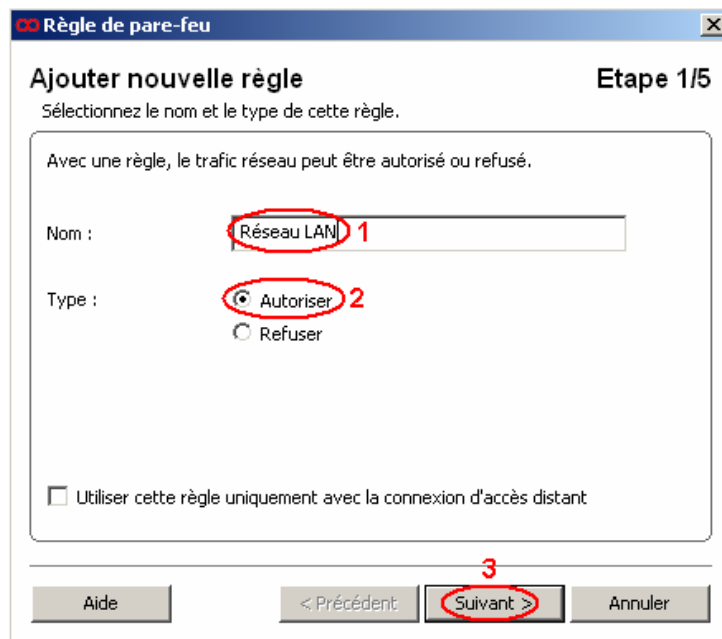 Règle de pare-feu
Ajouter nouvelle règle Etape 1/5
Sélectionnez le nom et le type de cette règle.
Avec une règle, le trafic réseau peut être autorisé ou refusé.
Nom : Réseau LAN 1
Type : Autoriser 2
Refuser
Utiliser cette règle uniquement avec la connexion d'accès distant
3
Aide < Précédent Suivant > Annuler